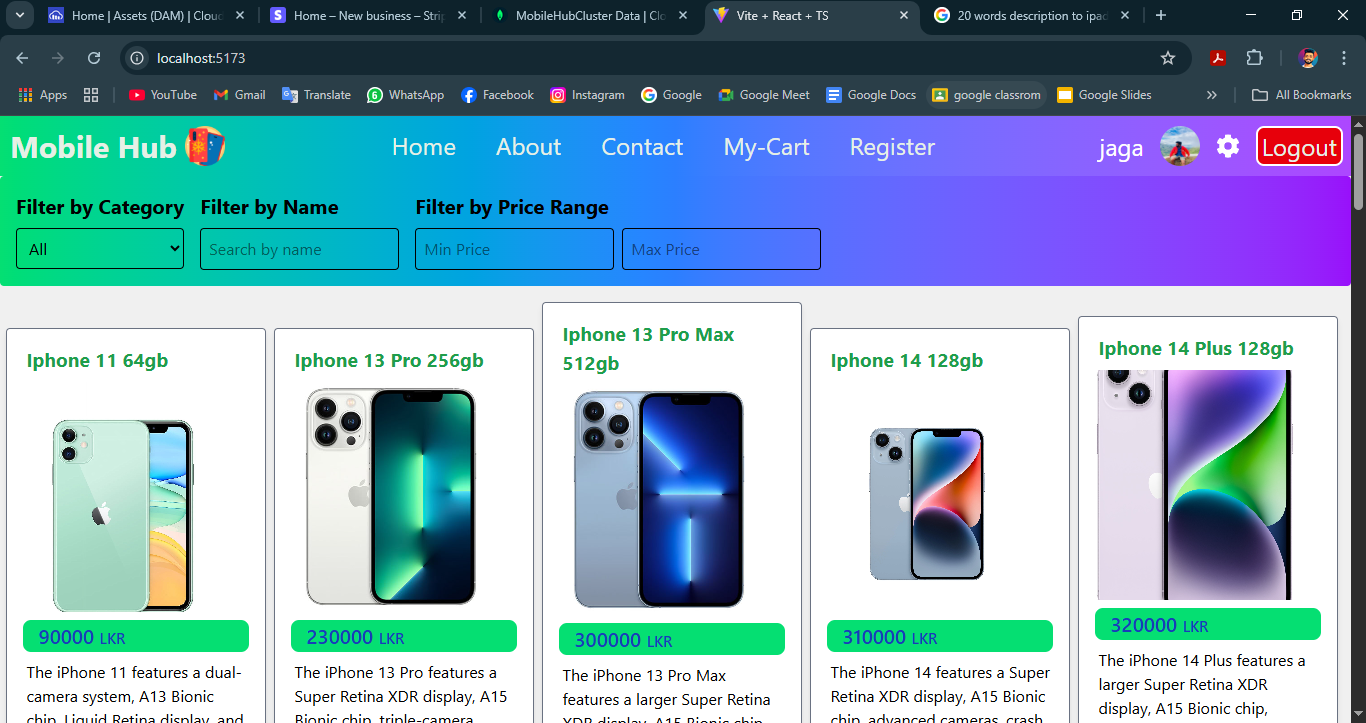 Home | Assets (DAM) | Cloud
Home – New business – Strip
MobileHubCluster Data | Clo
Vite + React + TS
20 words description to ipad
localhost:5173
Apps
YouTube
Gmail
Translate
WhatsApp
Facebook
Instagram
Google
Google Meet
Google Docs
google classrom
Google Slides
All Bookmarks
Mobile Hub
Home
About
Contact
My-Cart
Register
jaga
Logout
Filter by Category
Filter by Name
Filter by Price Range
All
Search by name
Min Price
Max Price
Iphone 11 64gb
90000 LKR
The iPhone 11 features a dual-
camera system, A13 Bionic
chip, Liquid Retina display, and
Iphone 13 Pro 256gb
230000 LKR
The iPhone 13 Pro features a
Super Retina XDR display, A15
Bionic chip, triple-camera
Iphone 13 Pro Max
512gb
300000 LKR
The iPhone 13 Pro Max
features a larger Super Retina
XDR display, A15 Bionic chip,
Iphone 14 128gb
310000 LKR
The iPhone 14 features a Super
Retina XDR display, A15 Bionic
chip, advanced cameras, crash
Iphone 14 Plus 128gb
320000 LKR
The iPhone 14 Plus features a
larger Super Retina XDR
display, A15 Bionic chip,